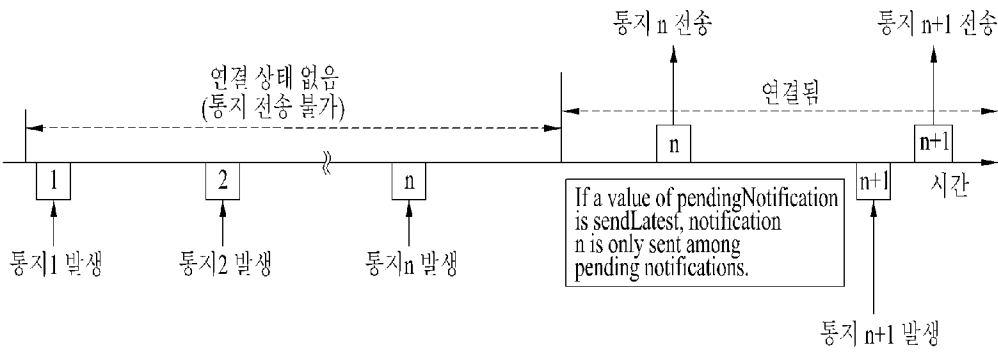 통지 n 전송
통지 n+1 전송
연결 상태 없음
(통지 전송 불가)
연결됨
n
n+1
1
2
n
n+1
시간
If a value of pendingNotification
is sendLatest, notification
n is only sent among
pending notifications.
통지1 발생
통지2 발생
통지n 발생
통지 n+1 발생